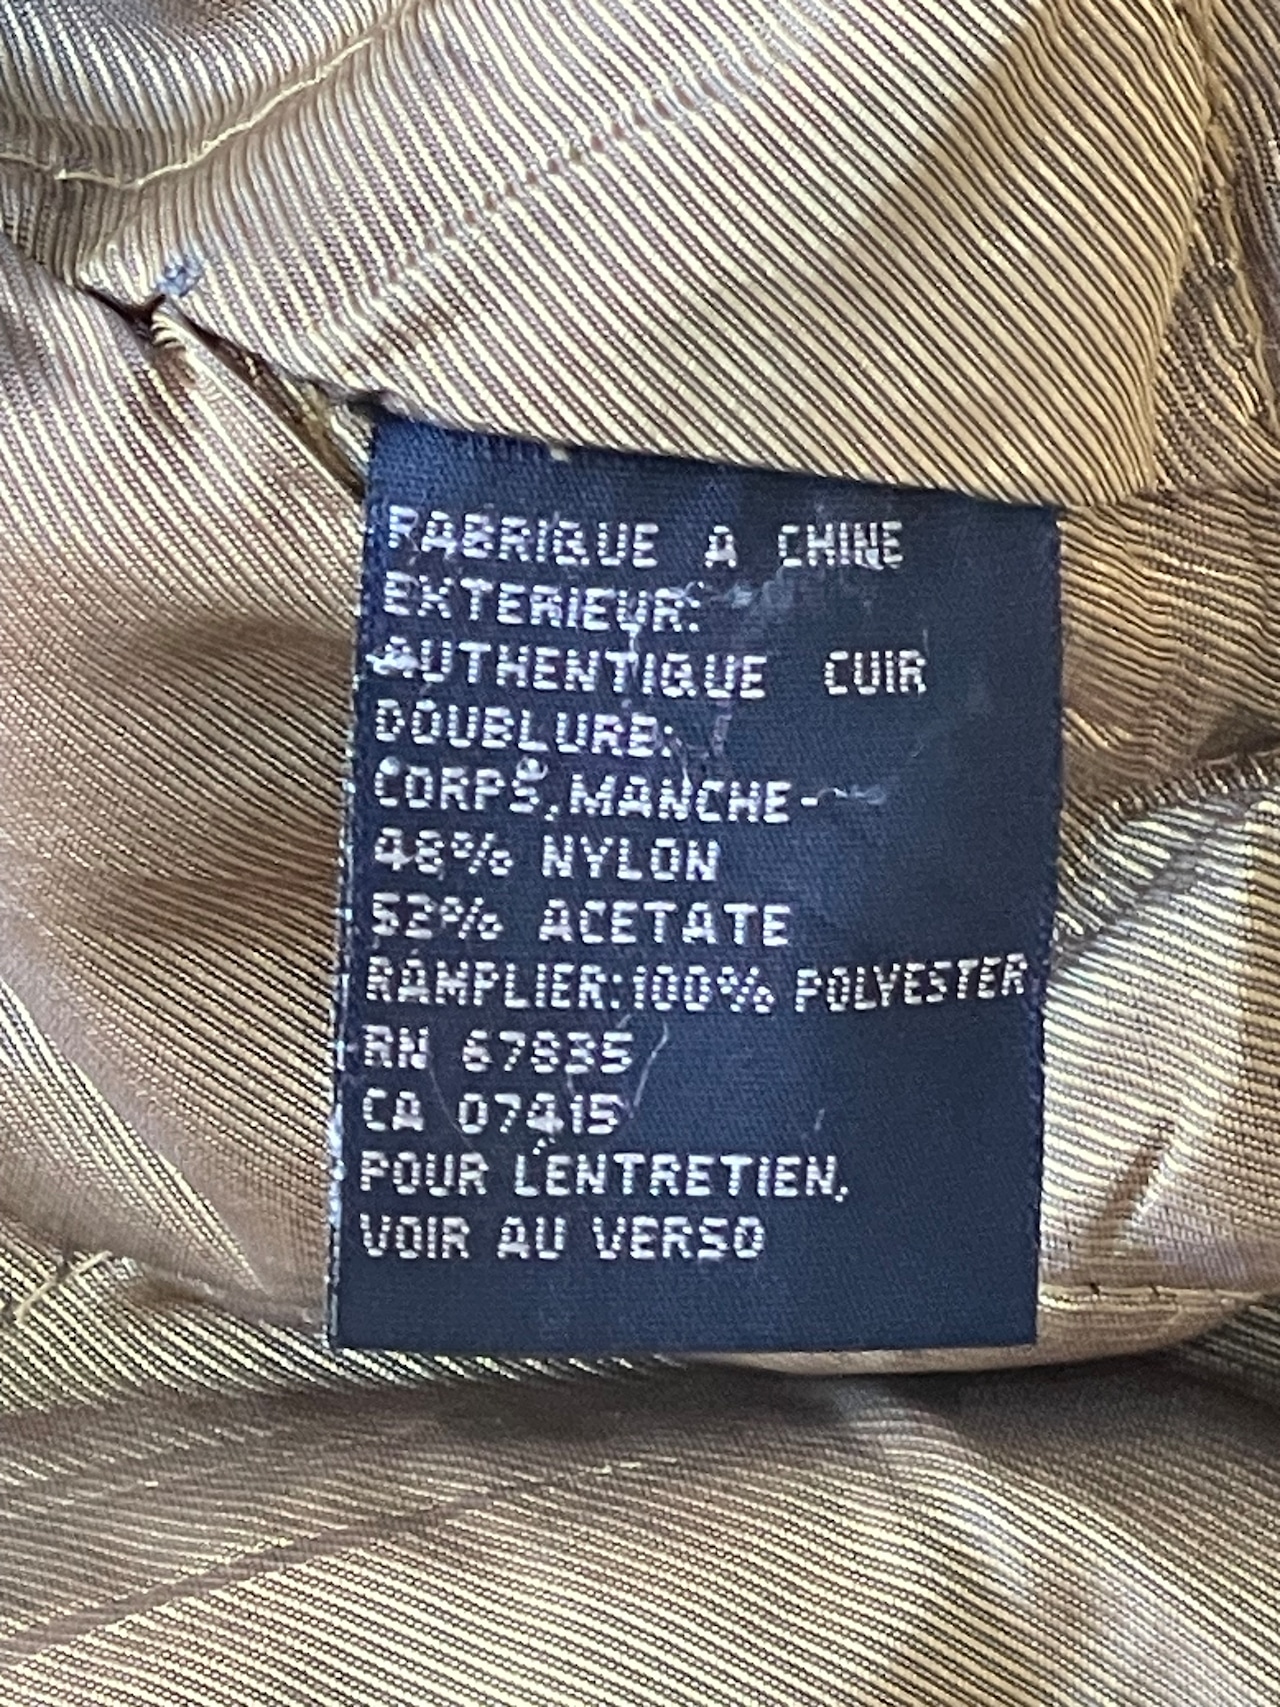 FABRIQUE A CHINE
EXTERIEUR:
AUTHENTIQUE CUIR
DOUBLURE:
CORPS,MANCHE-
48% NYLON
52% ACETATE
RAMPLIER:100% POLYESTER
RN 67835
CA 07415
POUR LENTRETIEN,
VOIR AU VERSO